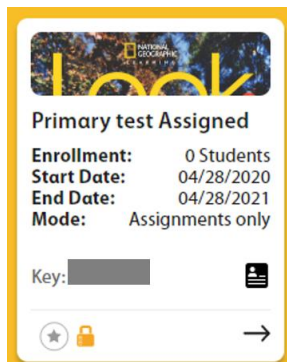 NATIONAL
GEOGRAPHIC
LEARNING
Look
Primary test Assigned
Enrollment: 0 Students
Start Date: 04/28/2020
End Date: 04/28/2021
Mode: Assignments only
Key: